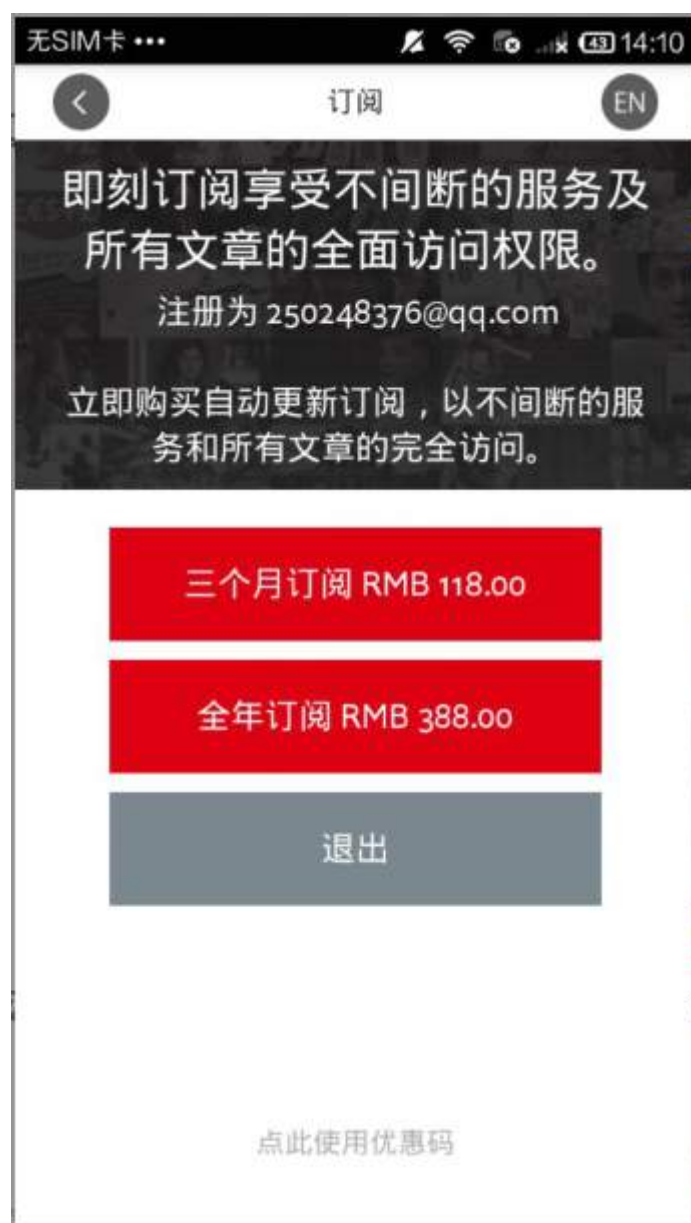 无SIM卡 ••• 43 14:10
订阅 EN
即刻订阅享受不间断的服务及
所有文章的全面访问权限。
注册为 250248376@qq.com
立即购买自动更新订阅，以不间断的服
务和所有文章的完全访问。
三个月订阅 RMB 118.00
全年订阅 RMB 388.00
退出
点此使用优惠码